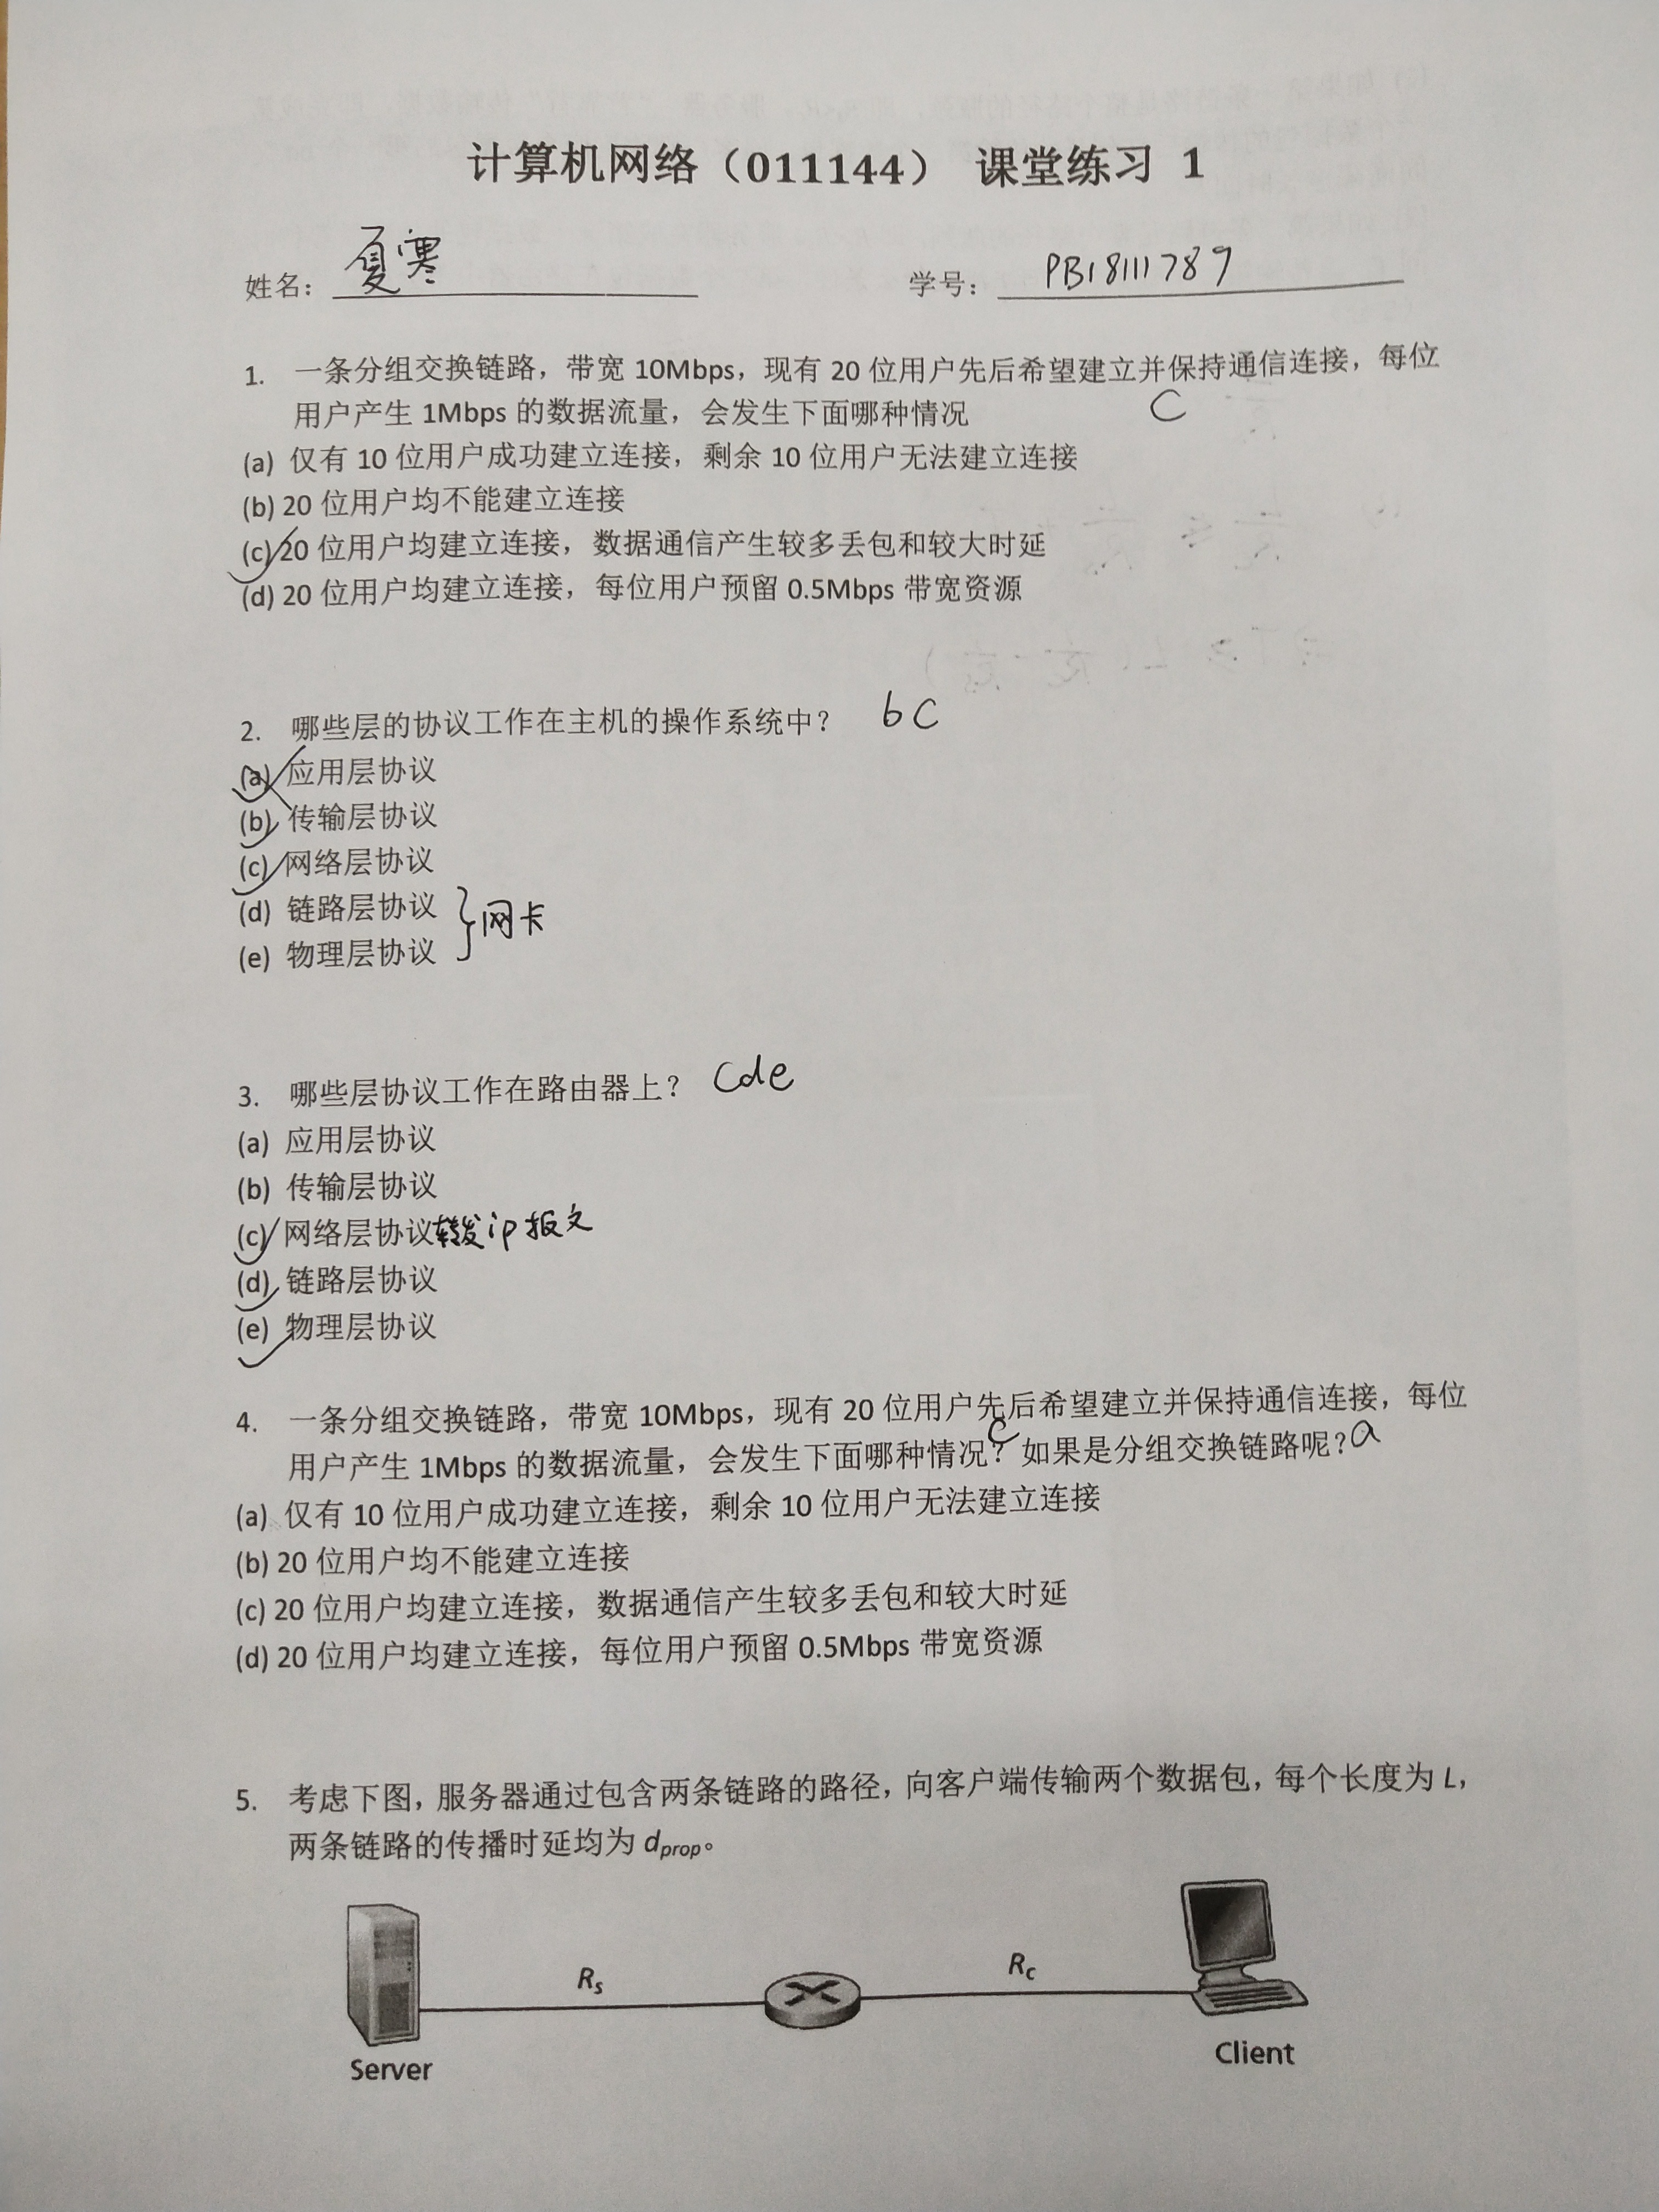 计算机网络（011144） 课堂练习 1
姓名： 夏寒 学号： PB18111789
1. 一条分组交换链路，带宽 10Mbps，现有 20 位用户先后希望建立并保持通信连接，每位
用户产生 1Mbps 的数据流量，会发生下面哪种情况 C
(a) 仅有 10 位用户成功建立连接，剩余 10 位用户无法建立连接
(b) 20 位用户均不能建立连接
(c) 20 位用户均建立连接，数据通信产生较多丢包和较大时延
(d) 20 位用户均建立连接，每位用户预留 0.5Mbps 带宽资源
2. 哪些层的协议工作在主机的操作系统中？ bc
(a) 应用层协议
(b) 传输层协议
(c) 网络层协议
(d) 链路层协议
(e) 物理层协议
网卡
3. 哪些层协议工作在路由器上？ cde
(a) 应用层协议
(b) 传输层协议
(c) 网络层协议 转发ip报文
(d) 链路层协议
(e) 物理层协议
4. 一条分组交换链路，带宽 10Mbps，现有 20 位用户先后希望建立并保持通信连接，每位
用户产生 1Mbps 的数据流量，会发生下面哪种情况？c 如果是分组交换链路呢？a
(a) 仅有 10 位用户成功建立连接，剩余 10 位用户无法建立连接
(b) 20 位用户均不能建立连接
(c) 20 位用户均建立连接，数据通信产生较多丢包和较大时延
(d) 20 位用户均建立连接，每位用户预留 0.5Mbps 带宽资源
5. 考虑下图，服务器通过包含两条链路的路径，向客户端传输两个数据包，每个长度为 L，
两条链路的传播时延均为 dprop。
Rs Rc
Server Client